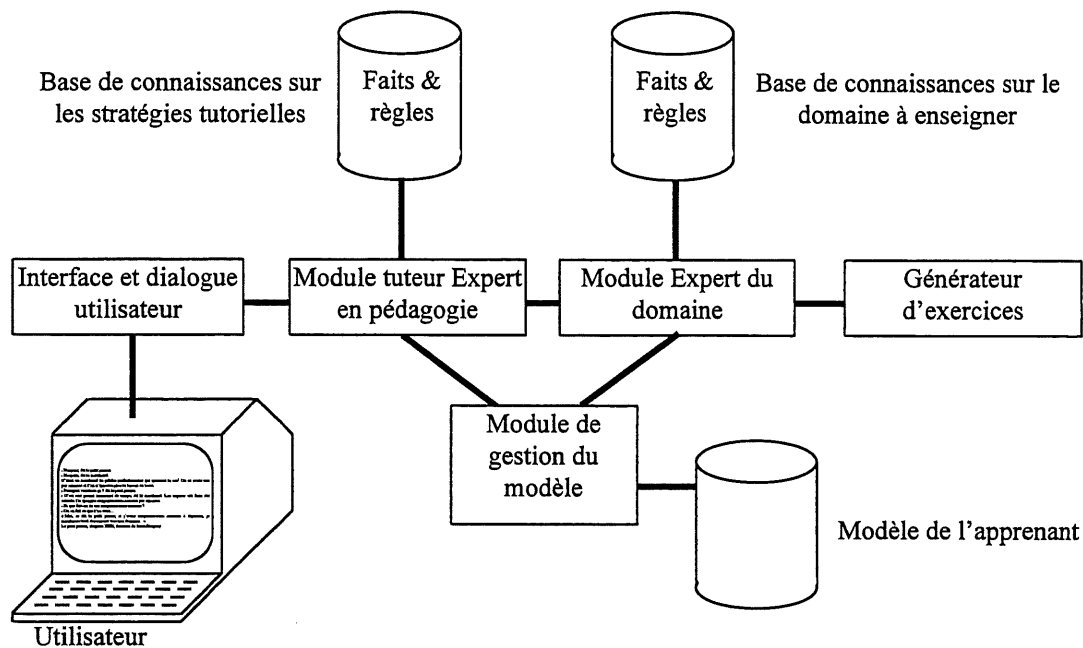 Base de connaissances sur
les stratégies tutorielles
Faits &
règles
Faits &
règles
Base de connaissances sur le
domaine à enseigner
Interface et dialogue
utilisateur
Module tuteur Expert
en pédagogie
Module Expert du
domaine
Générateur
d'exercices
Module de
gestion du
modèle
Modèle de l'apprenant
Utilisateur